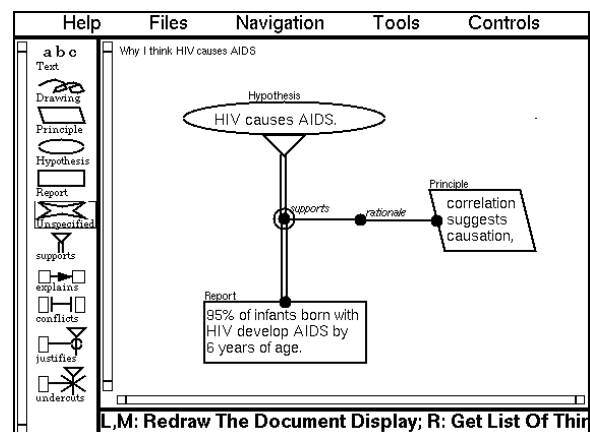 Help Files Navigation Tools Controls
abc
Text
Drawing
Principle
Hypothesis
Report
Unspecified
supports
explains
conflicts
justifies
undercuts
Why I think HIV causes AIDS
Hypothesis
HIV causes AIDS.
supports
rationale
Principle
correlation
suggests
causation,
Report
95% of infants born with
HIV develop AIDS by
6 years of age.
L,M: Redraw The Document Display; R: Get List Of Thin